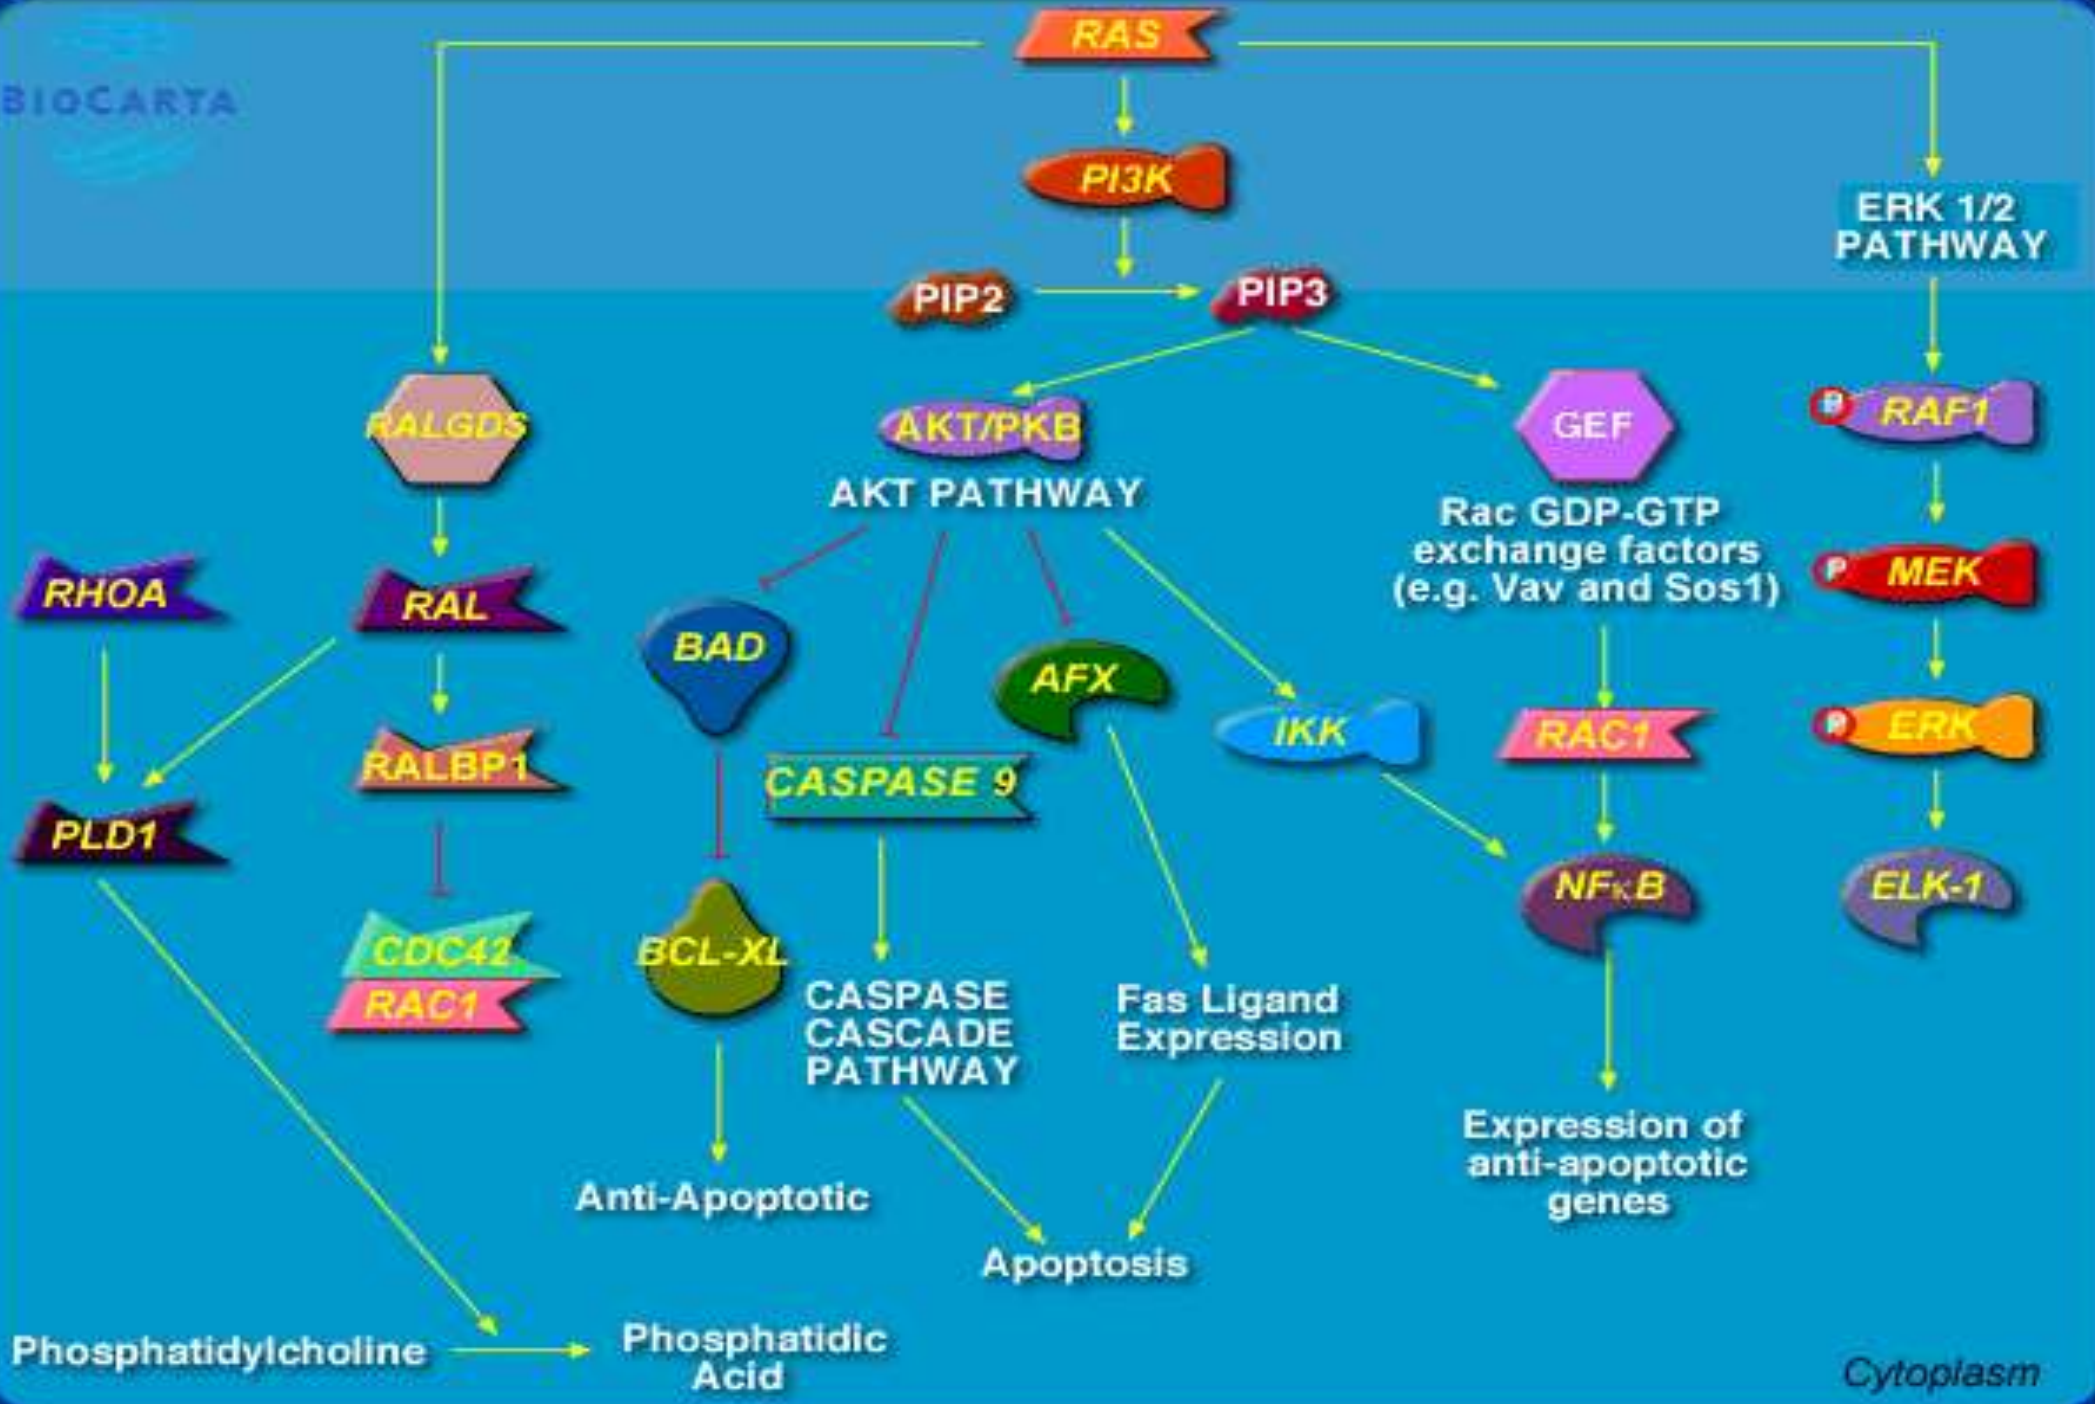 RAS
BIOCARTA
PI3K
ERK 1/2
PATHWAY
PIP2
PIP3
RALGDS
AKT/PKB
GEF
P
RAF1
AKT PATHWAY
Rac GDP-GTP
exchange factors
(e.g. Vav and Sos1)
P
MEK
RHOA
RAL
BAD
AFX
IKK
RAC1
P
ERK
RALBP1
CASPASE 9
PLD1
NFκB
ELK-1
CDC42
RAC1
BCL-XL
CASPASE
CASCADE
PATHWAY
Fas Ligand
Expression
Expression of
anti-apoptotic
genes
Anti-Apoptotic
Apoptosis
Phosphatidylcholine
Phosphatidic
Acid
Cytoplasm